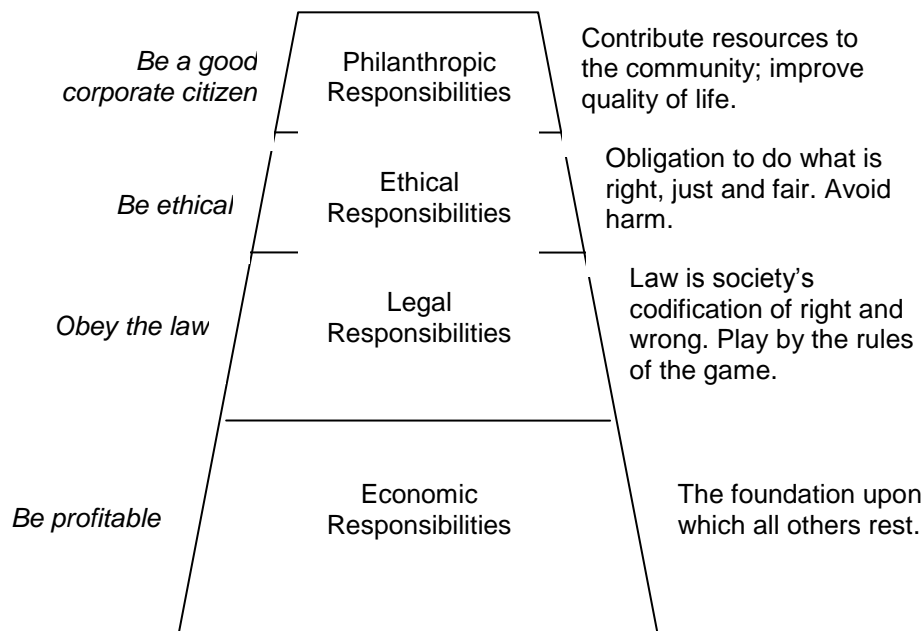 Be a good
corporate citizen
Philanthropic
Responsibilities
Contribute resources to
the community; improve
quality of life.
Be ethical
Ethical
Responsibilities
Obligation to do what is
right, just and fair. Avoid
harm.
Obey the law
Legal
Responsibilities
Law is society’s
codification of right and
wrong. Play by the rules
of the game.
Be profitable
Economic
Responsibilities
The foundation upon
which all others rest.